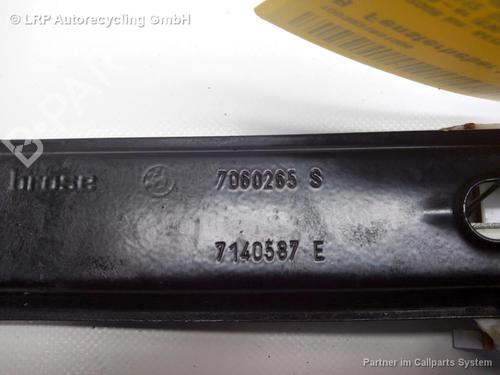 © LRP Autorecycling GmbH
brose
7060265 S
7140587 E
Partner im Callparts System